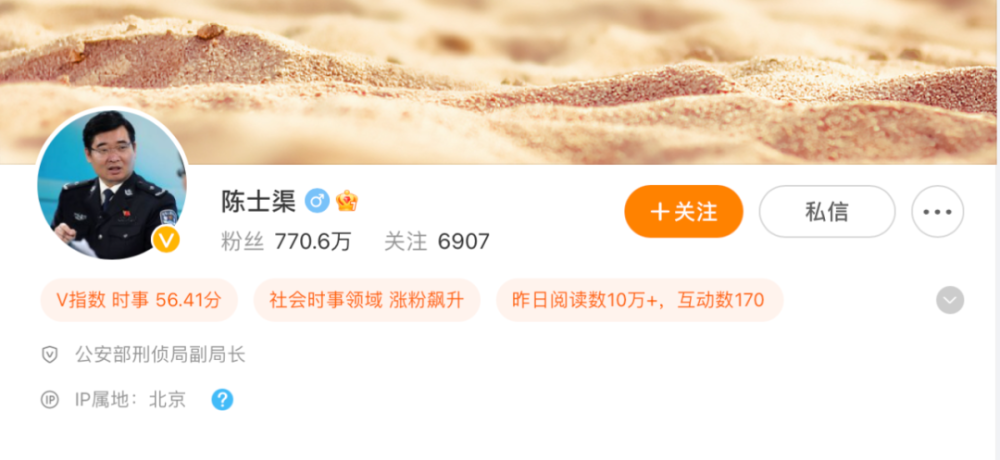 陈士渠
粉丝 770.6万 关注 6907
+关注 私信
V指数 时事 56.41分 社会时事领域 涨粉飙升 昨日阅读数10万+，互动数170
公安部刑侦局副局长
IP属地：北京